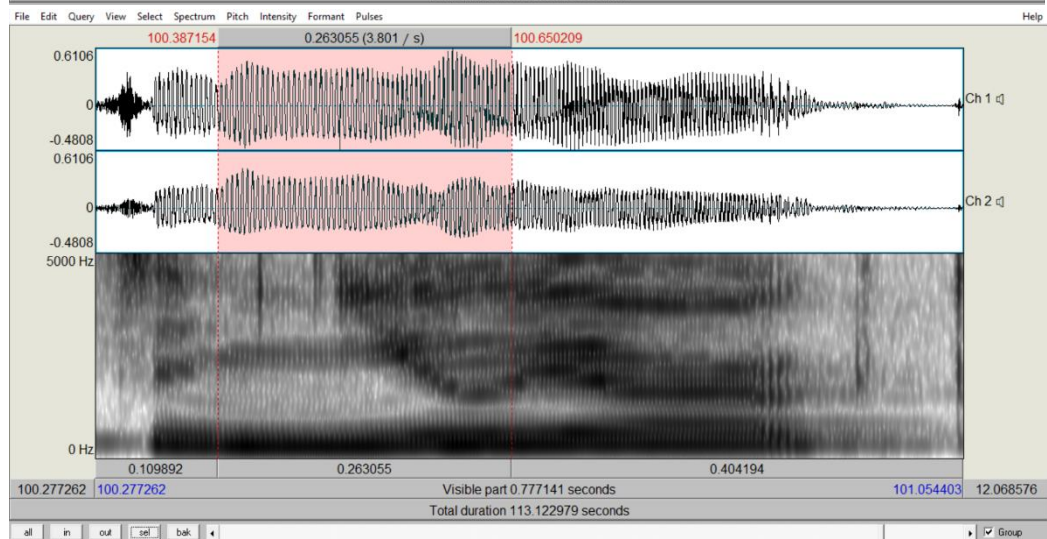 File Edit Query View Select Spectrum Pitch Intensity Formant Pulses Help
100.387154 0.263055 (3.801 / s) 100.650209
0.6106
0
-0.4808
Ch 1
0.6106
0
-0.4808
Ch 2
5000 Hz
0 Hz
0.109892 0.263055 0.404194
100.277262 100.277262 Visible part 0.777141 seconds 101.054403 12.068576
Total duration 113.122979 seconds
all in out sel bak Group